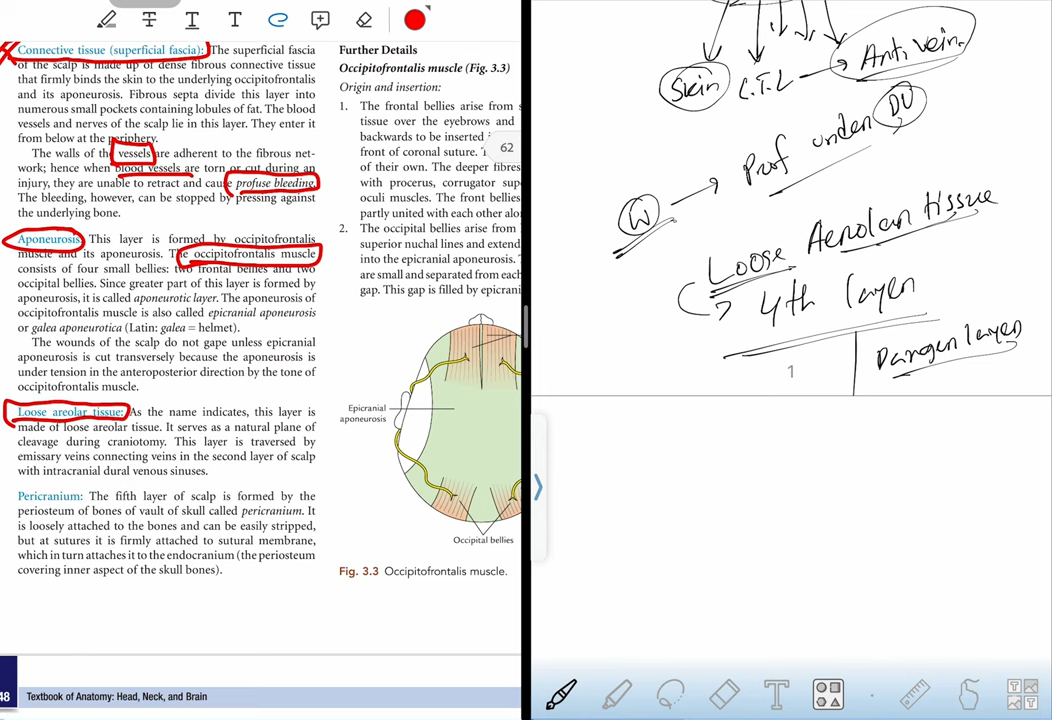 Connective tissue (superficial fascia): The superficial fascia
of the scalp is made up of dense fibrous connective tissue
that firmly binds the skin to the underlying occipitofrontalis
and its aponeurosis. Fibrous septa divide this layer into
numerous small pockets containing lobules of fat. The blood
vessels and nerves of the scalp lie in this layer. They enter it
from below at the periphery.
The walls of the vessels are adherent to the fibrous net-
work; hence when blood vessels are torn or cut during an
injury, they are unable to retract and cause profuse bleeding.
The bleeding, however, can be stopped by pressing against
the underlying bone.
Aponeurosis: This layer is formed by occipitofrontalis
muscle and its aponeurosis. The occipitofrontalis muscle
consists of four small bellies: two frontal bellies and two
occipital bellies. Since greater part of this layer is formed by
aponeurosis, it is called aponeurotic layer. The aponeurosis of
occipitofrontalis muscle is also called epicranial aponeurosis
or galea aponeurotica (Latin: galea = helmet).
The wounds of the scalp do not gape unless epicranial
aponeurosis is cut transversely because the aponeurosis is
under tension in the anteroposterior direction by the tone of
occipitofrontalis muscle.
Loose areolar tissue: As the name indicates, this layer is
made of loose areolar tissue. It serves as a natural plane of
cleavage during craniotomy. This layer is traversed by
emissary veins connecting veins in the second layer of scalp
with intracranial dural venous sinuses.
Pericranium: The fifth layer of scalp is formed by the
periosteum of bones of vault of skull called pericranium. It
is loosely attached to the bones and can be easily stripped,
but at sutures it is firmly attached to sutural membrane,
which in turn attaches it to the endocranium (the periosteum
covering inner aspect of the skull bones).
48 Textbook of Anatomy: Head, Neck, and Brain
Further Details
Occipitofrontalis muscle (Fig. 3.3)
Origin and insertion:
1. The frontal bellies arise from s
tissue over the eyebrows and
backwards to be inserted i
front of coronal suture. T
of their own. The deeper fibres
with procerus, corrugator sup
oculi muscles. The front bellies
partly united with each other alon
2. The occipital bellies arise from
superior nuchal lines and extend
into the epicranial aponeurosis. T
are small and separated from each
gap. This gap is filled by epicrani
62
Epicranial
aponeurosis
Occipital bellies
Fig. 3.3 Occipitofrontalis muscle.
T T T
Skin C.T.L Ant. vein.
W Prof under DV
Loose Aerolar tissue
4th layer
1
Danger layer
T